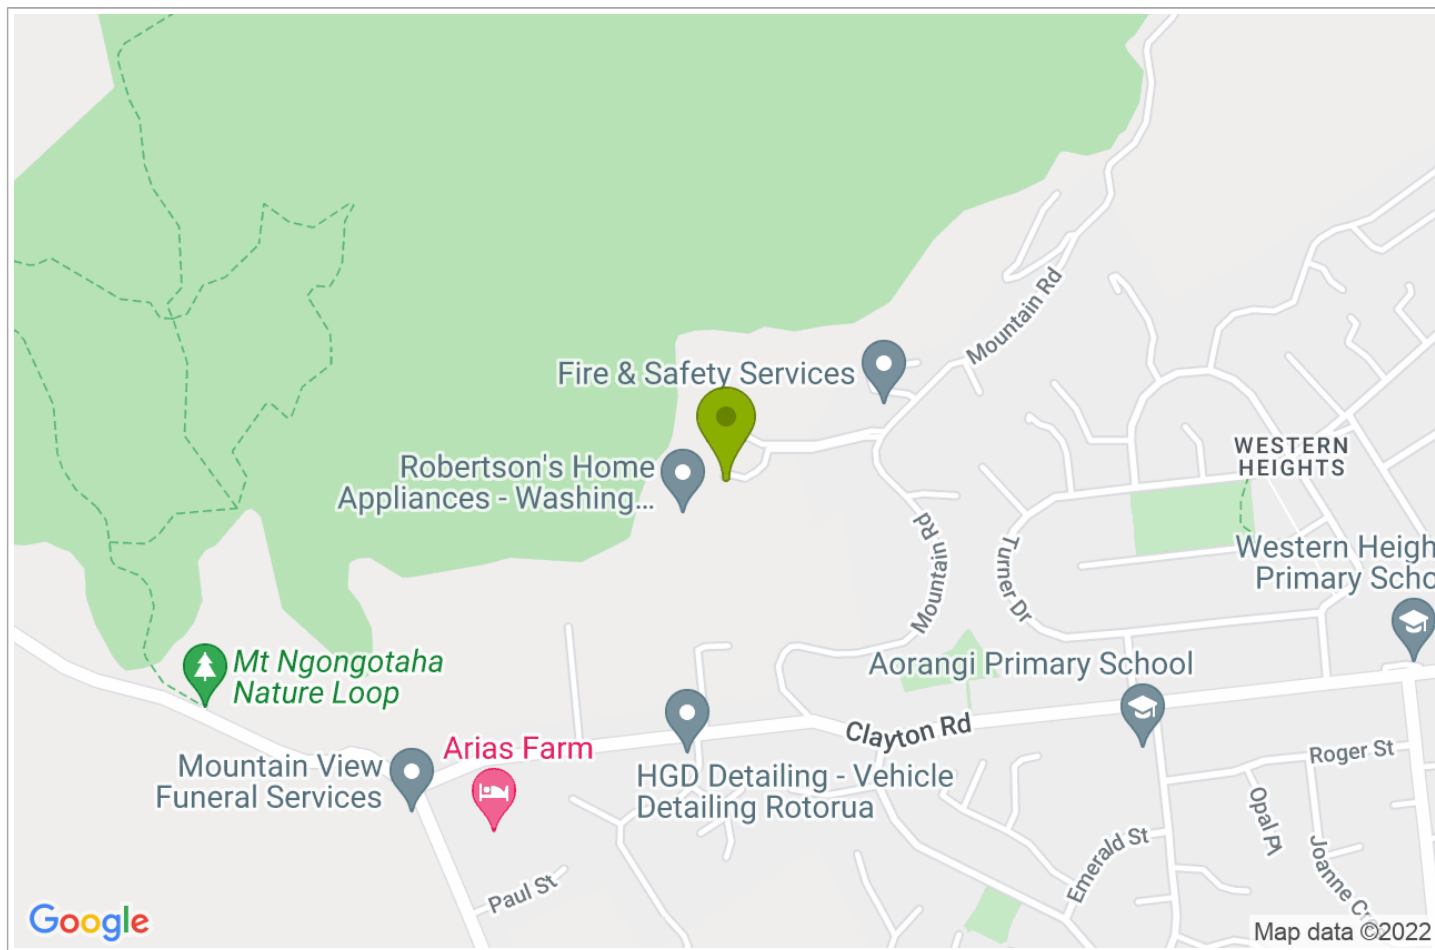 Mountain Rd
Fire & Safety Services
WESTERN
HEIGHTS
Robertson's Home
Appliances - Washing...
Mountain Rd
Turner Dr
Western Heigh
Primary Scho
Mt Ngongotaha
Nature Loop
Aorangi Primary School
Clayton Rd
Arias Farm
Roger St
Mountain View
Funeral Services
HGD Detailing - Vehicle
Detailing Rotorua
Opal Pl
Emerald St
Joanne Cre
Paul St
Google
Map data ©2022